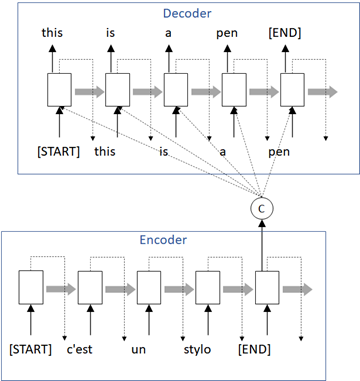 Decoder
this is a pen [END]
[START] this is a pen
C
Encoder
[START] c'est un stylo [END]